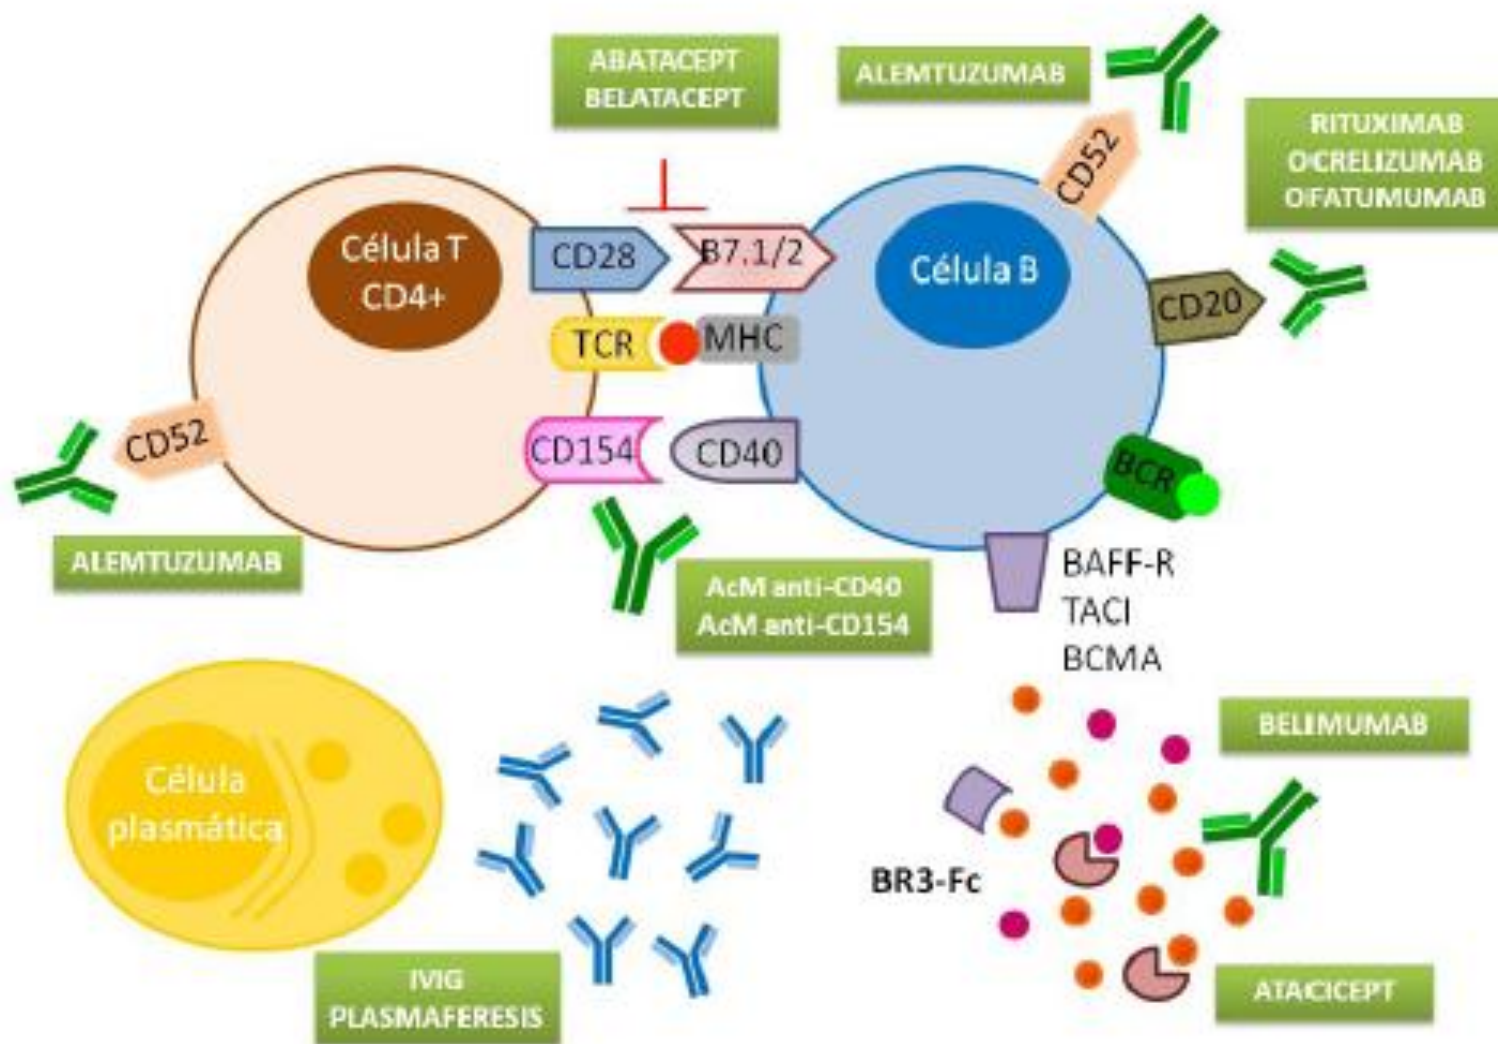 ABATACEPT
BELATACEPT
ALEMTUZUMAB
RITUXIMAB
OCRELIZUMAB
OFATUMUMAB
CD52
Célula T
CD4+
CD28
B7.1/2
Célula B
CD20
TCR
MHC
CD52
CD154
CD40
BCR
ALEMTUZUMAB
AcM anti-CD40
AcM anti-CD154
BAFF-R
TACI
BCMA
BELIMUMAB
Célula
plasmática
BR3-Fc
IVIG
PLASMAFERESIS
ATACICEPT